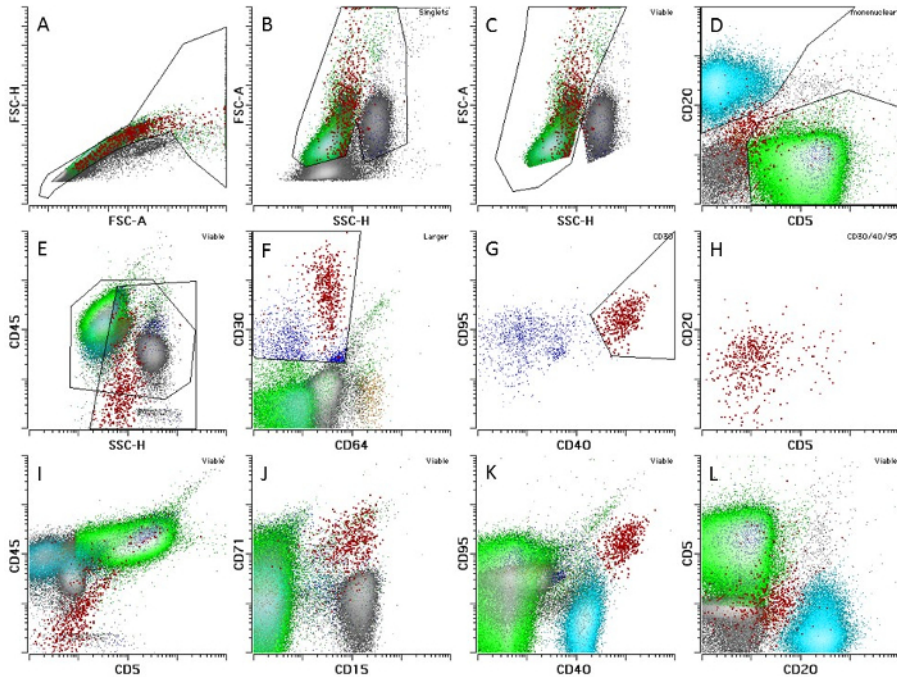 A
FSC-H
FSC-A
B
Singlets
FSC-A
SSC-H
C
Viable
FSC-A
SSC-H
D
mononuclear
CD20
CD5
E
Viable
CD45
SSC-H
F
Larger
CD30
CD64
G
CD30
CD95
CD40
H
CD30/40/95
CD20
CD5
I
Viable
CD45
CD5
J
Viable
CD71
CD15
K
Viable
CD95
CD40
L
Viable
CD5
CD20